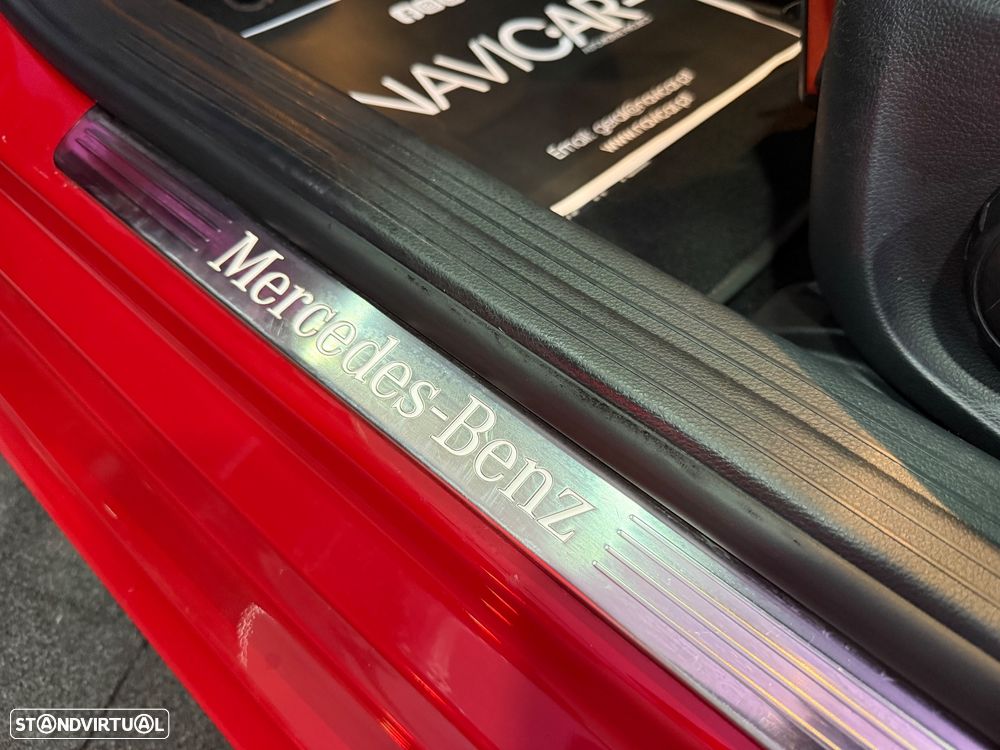 NAVICAR
Email: geral@navicar.pt
www.navicar.pt
Mercedes-Benz
STANDVIRTUAL